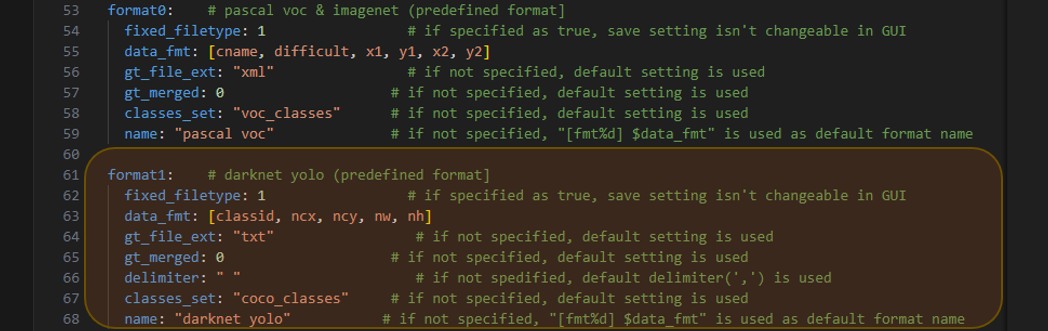 53 format0: # pascal voc & imagenet (predefined format]
54 fixed_filetype: 1 # if specified as true, save setting isn't changeable in GUI
55 data_fmt: [cname, difficult, x1, y1, x2, y2]
56 gt_file_ext: "xml" # if not specified, default setting is used
57 gt_merged: 0 # if not specified, default setting is used
58 classes_set: "voc_classes" # if not specified, default setting is used
59 name: "pascal voc" # if not specified, "[fmt%d] $data_fmt" is used as default format name
60
61 format1: # darknet yolo (predefined format]
62 fixed_filetype: 1 # if specified as true, save setting isn't changeable in GUI
63 data_fmt: [classid, ncx, ncy, nw, nh]
64 gt_file_ext: "txt" # if not specified, default setting is used
65 gt_merged: 0 # if not specified, default setting is used
66 delimiter: " " # if not spedified, default delimiter(',') is used
67 classes_set: "coco_classes" # if not specified, default setting is used
68 name: "darknet yolo" # if not specified, "[fmt%d] $data_fmt" is used as default format name